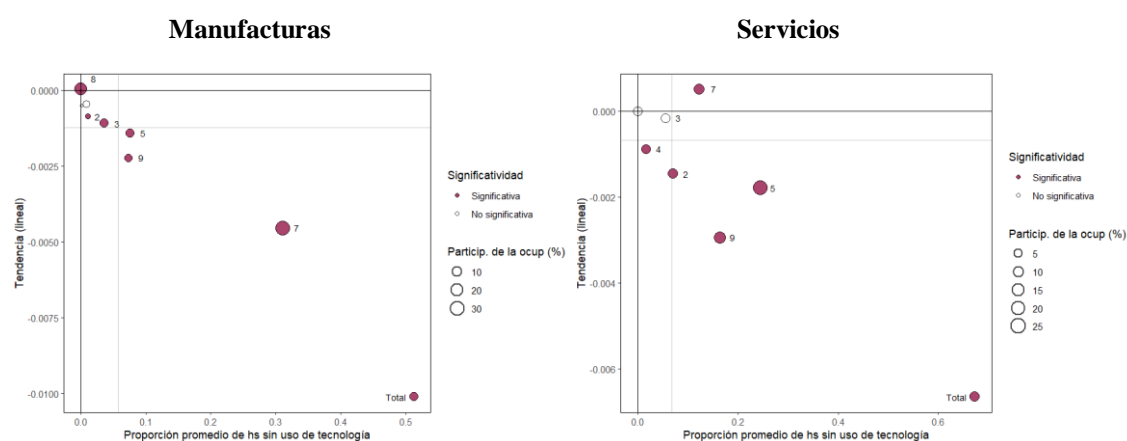 Manufacturas
Servicios
0.0000
-0.0025
-0.0050
-0.0075
-0.0100
Tendencia (lineal)
8
2
3
5
9
7
Total
0.0
0.1
0.2
0.3
0.4
0.5
Proporción promedio de hs sin uso de tecnología
Significatividad
Significativa
No significativa
Particip. de la ocup (%)
10
20
30
0.000
-0.002
-0.004
-0.006
Tendencia (lineal)
7
3
4
2
5
9
Total
0.0
0.2
0.4
0.6
Proporción promedio de hs sin uso de tecnología
Significatividad
Significativa
No significativa
Particip. de la ocup (%)
5
10
15
20
25